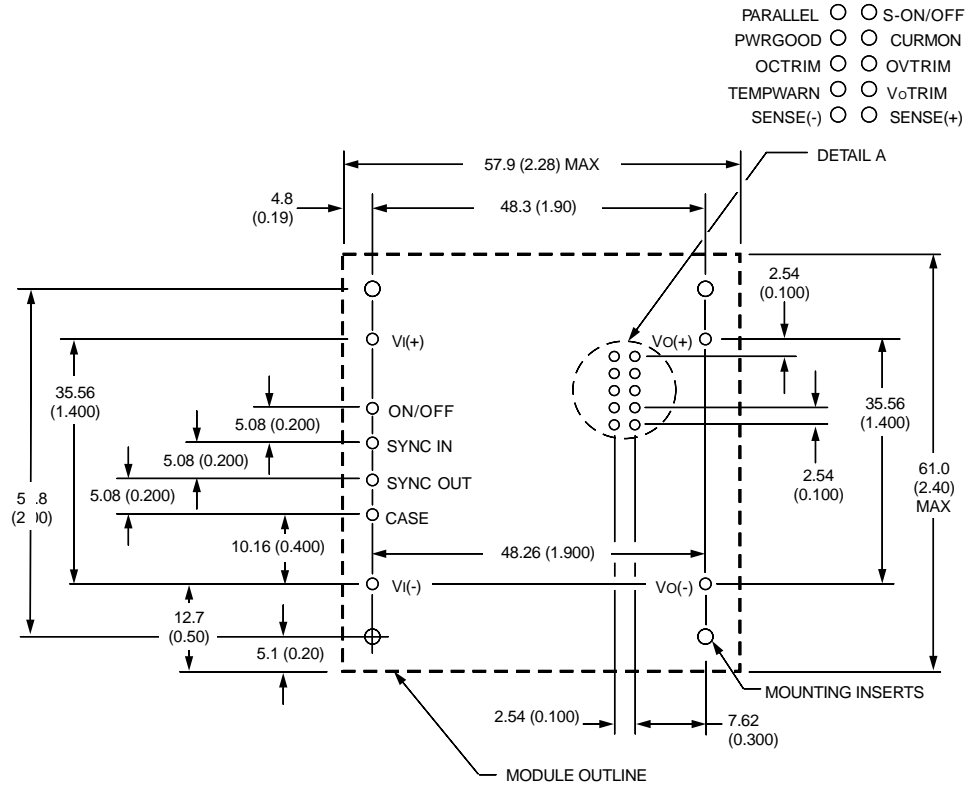 PARALLEL S-ON/OFF
PWRGOOD CURMON
OCTRIM OVTRIM
TEMPWARN VOTRIM
SENSE(-) SENSE(+)
57.9 (2.28) MAX
DETAIL A
4.8
(0.19)
48.3 (1.90)
2.54
(0.100)
VI(+)
VO(+)
35.56
(1.400)
ON/OFF
5.08 (0.200)
35.56
(1.400)
SYNC IN
5.08 (0.200)
2.54
(0.100)
61.0
(2.40)
MAX
SYNC OUT
5.08 (0.200)
CASE
10.16 (0.400)
48.26 (1.900)
VI(-)
VO(-)
12.7
(0.50)
5.1 (0.20)
MOUNTING INSERTS
2.54 (0.100)
7.62
(0.300)
MODULE OUTLINE